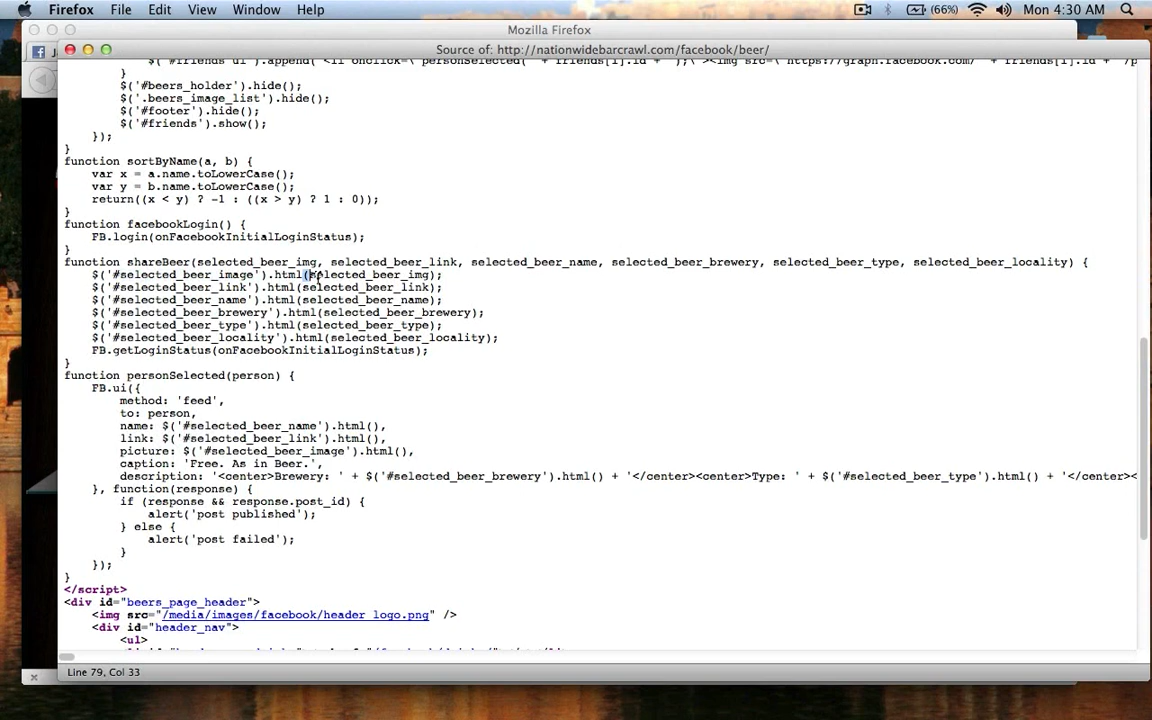 Firefox File Edit View Window Help (66%) Mon 4:30 AM
Mozilla Firefox
Source of: http://nationwidebarcrawl.com/facebook/beer/
}
$('#beers_holder').hide();
$('.beers_image_list').hide();
$('#footer').hide();
$('#friends').show();
});
}
function sortByName(a, b) {
var x = a.name.toLowerCase();
var y = b.name.toLowerCase();
return((x < y) ? -1 : ((x > y) ? 1 : 0));
}
function facebookLogin() {
FB.login(onFacebookInitialLoginStatus);
}
function shareBeer(selected_beer_img, selected_beer_link, selected_beer_name, selected_beer_brewery, selected_beer_type, selected_beer_locality) {
$('#selected_beer_image').html(selected_beer_img);
$('#selected_beer_link').html(selected_beer_link);
$('#selected_beer_name').html(selected_beer_name);
$('#selected_beer_brewery').html(selected_beer_brewery);
$('#selected_beer_type').html(selected_beer_type);
$('#selected_beer_locality').html(selected_beer_locality);
FB.getLoginStatus(onFacebookInitialLoginStatus);
}
function personSelected(person) {
FB.ui({
method: 'feed',
to: person,
name: $('#selected_beer_name').html(),
link: $('#selected_beer_link').html(),
picture: $('#selected_beer_image').html(),
caption: 'Free. As in Beer.',
description: '<center>Brewery: ' + $('#selected_beer_brewery').html() + '</center><center>Type: ' + $('#selected_beer_type').html() + '</center><
}, function(response) {
if (response && response.post_id) {
alert('post published');
} else {
alert('post failed');
}
});
}
</script>
<div id="beers_page_header">
<img src="/media/images/facebook/header_logo.png" />
<div id="header_nav">
<ul>
Line 79, Col 33